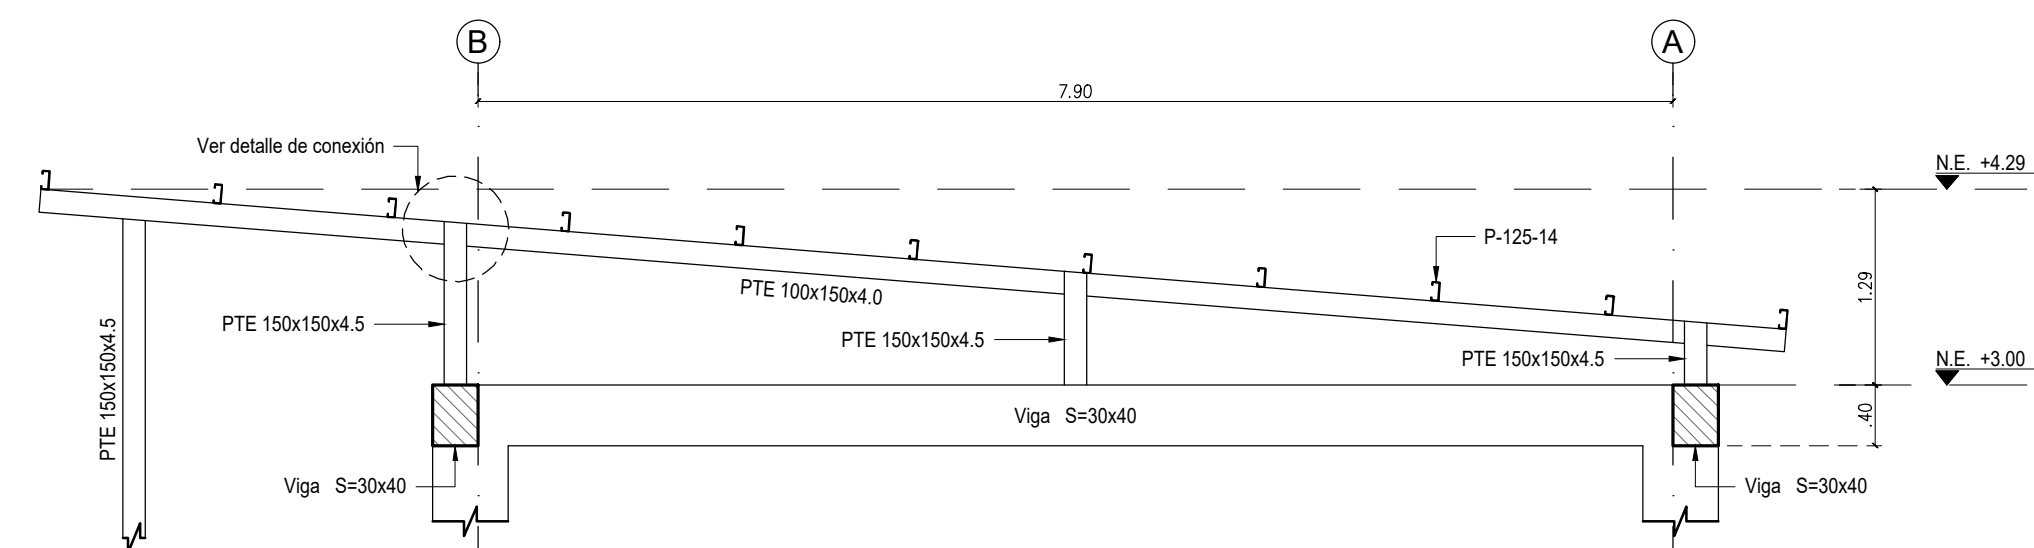 B
A
7.90
Ver detalle de conexión
N.E. +4.29
P-125-14
PTE 100x150x4.0
1.29
PTE 150x150x4.5
PTE 150x150x4.5
PTE 150x150x4.5
PTE 150x150x4.5
N.E. +3.00
Viga S=30x40
.40
Viga S=30x40
Viga S=30x40